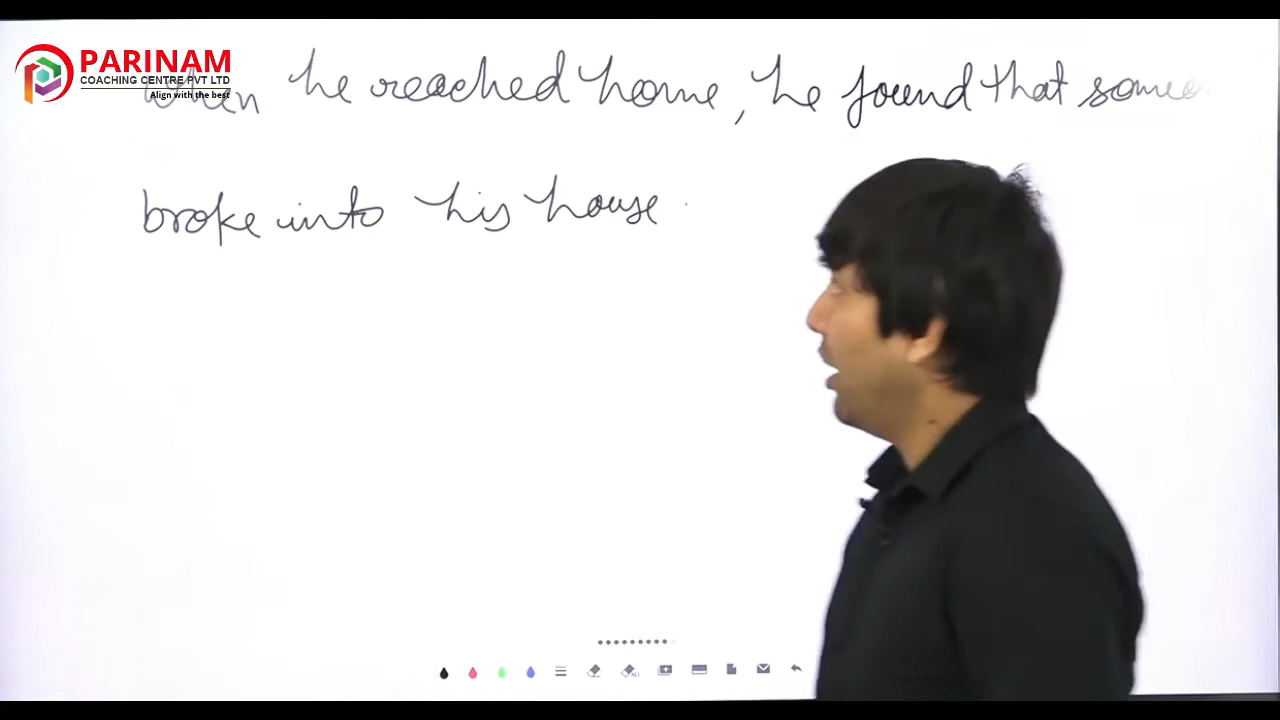 PARINAM
COACHING CENTRE PVT LTD
Align with the best
when he reached home, he found that
broke into his house